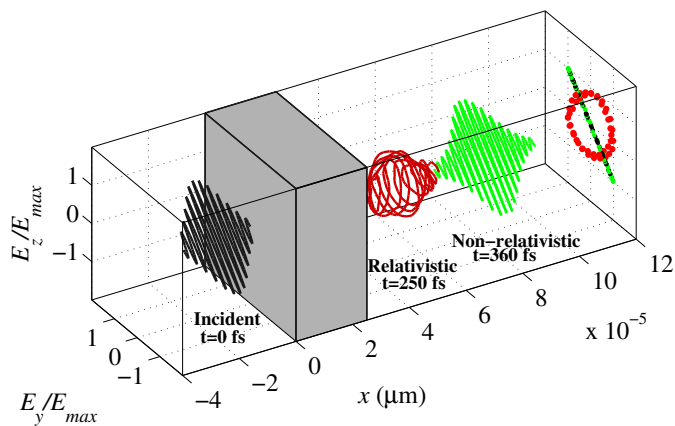 E_z/E_max
1
0
−1
1
0
−1
E_y/E_max
Incident
t=0 fs
Relativistic
t=250 fs
Non−relativistic
t=360 fs
−4
−2
0
2
4
6
8
10
12
x 10^-5
x (μm)